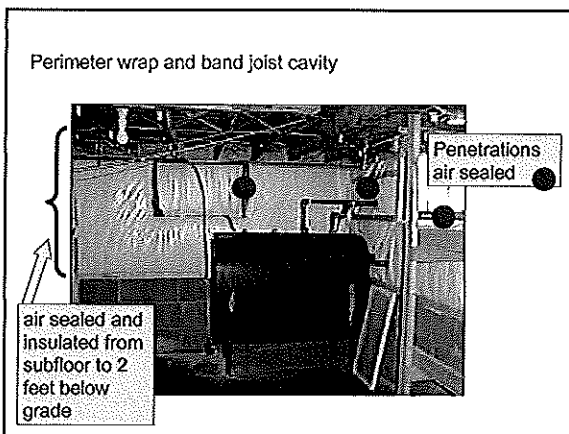 Perimeter wrap and band joist cavity
Penetrations
air sealed
air sealed and
insulated from
subfloor to 2
feet below
grade